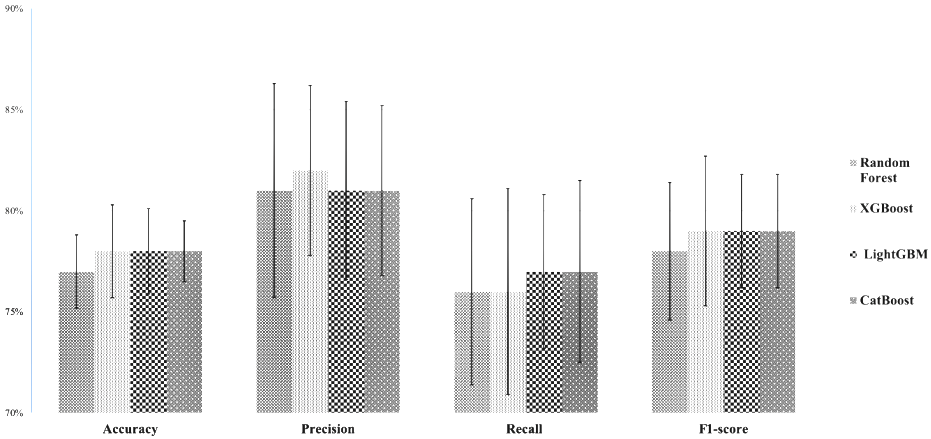 90%
85%
80%
75%
70%
Accuracy
Precision
Recall
F1-score
Random
Forest
XGBoost
LightGBM
CatBoost